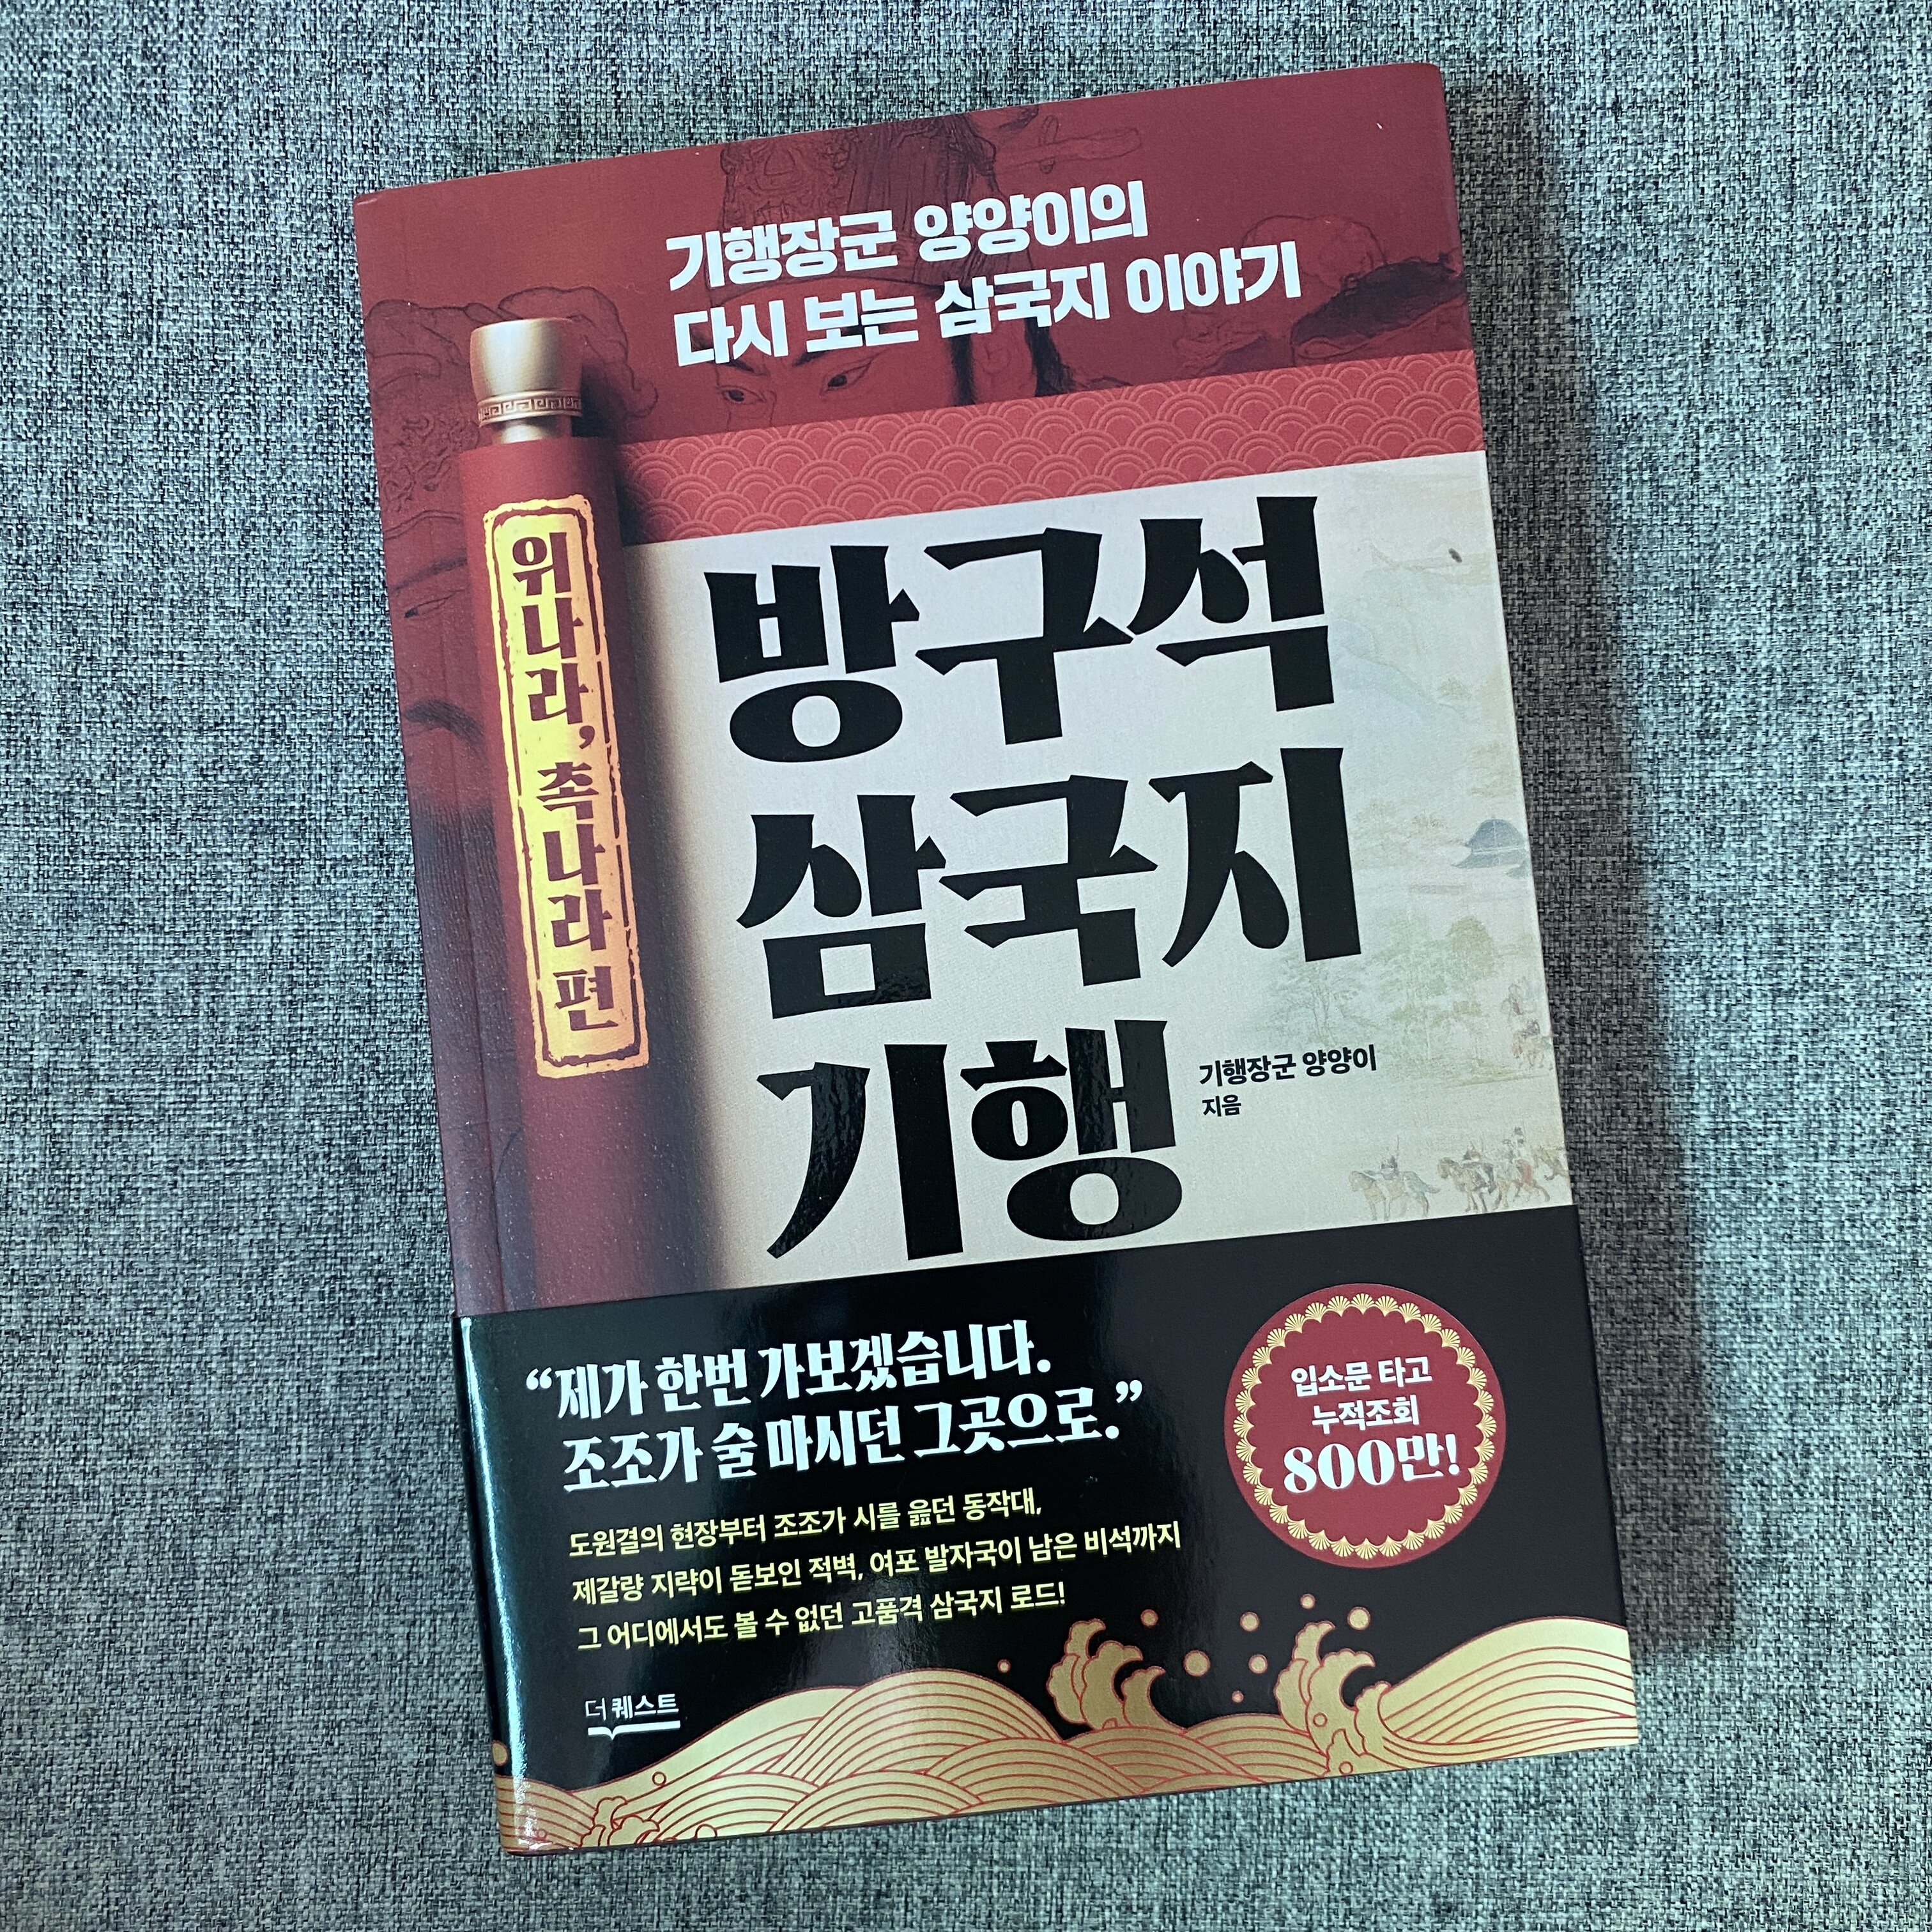 기행장군 양양이의
다시 보는 삼국지 이야기
위나라, 촉나라 편
방구석
삼국지
기행
기행장군 양양이
지음
“제가 한번 가보겠습니다.
조조가 술 마시던 그곳으로.”
도원결의 현장부터 조조가 시를 읊던 동작대,
제갈량 지략이 돋보인 적벽, 여포 발자국이 남은 비석까지
그 어디에서도 볼 수 없던 고품격 삼국지 로드!
입소문 타고
누적조회
800만!
더 퀘스트